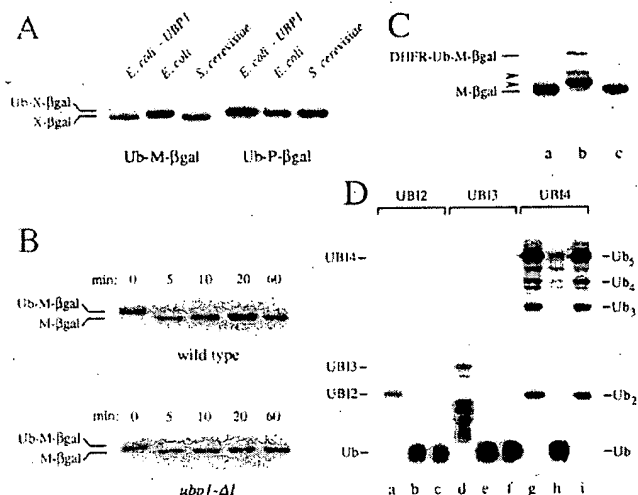 A
E. coli - UBP1
E. coli
S. cerevisiae
E. coli - UBP1
E. coli
S. cerevisiae
Ub-X-βgal
X-βgal
Ub-M-βgal
Ub-P-βgal
B
min: 0 5 10 20 60
Ub-M-βgal
M-βgal
wild type
min: 0 5 10 20 60
Ub-M-βgal
M-βgal
ubp1-Δ1
C
DHFR-Ub-M-βgal
M-βgal
a b c
D
UBI2 UBI3 UBI4
UBI4
UBI3
UBI2
Ub
Ub5
Ub4
Ub3
Ub2
Ub
a b c d e f g h i